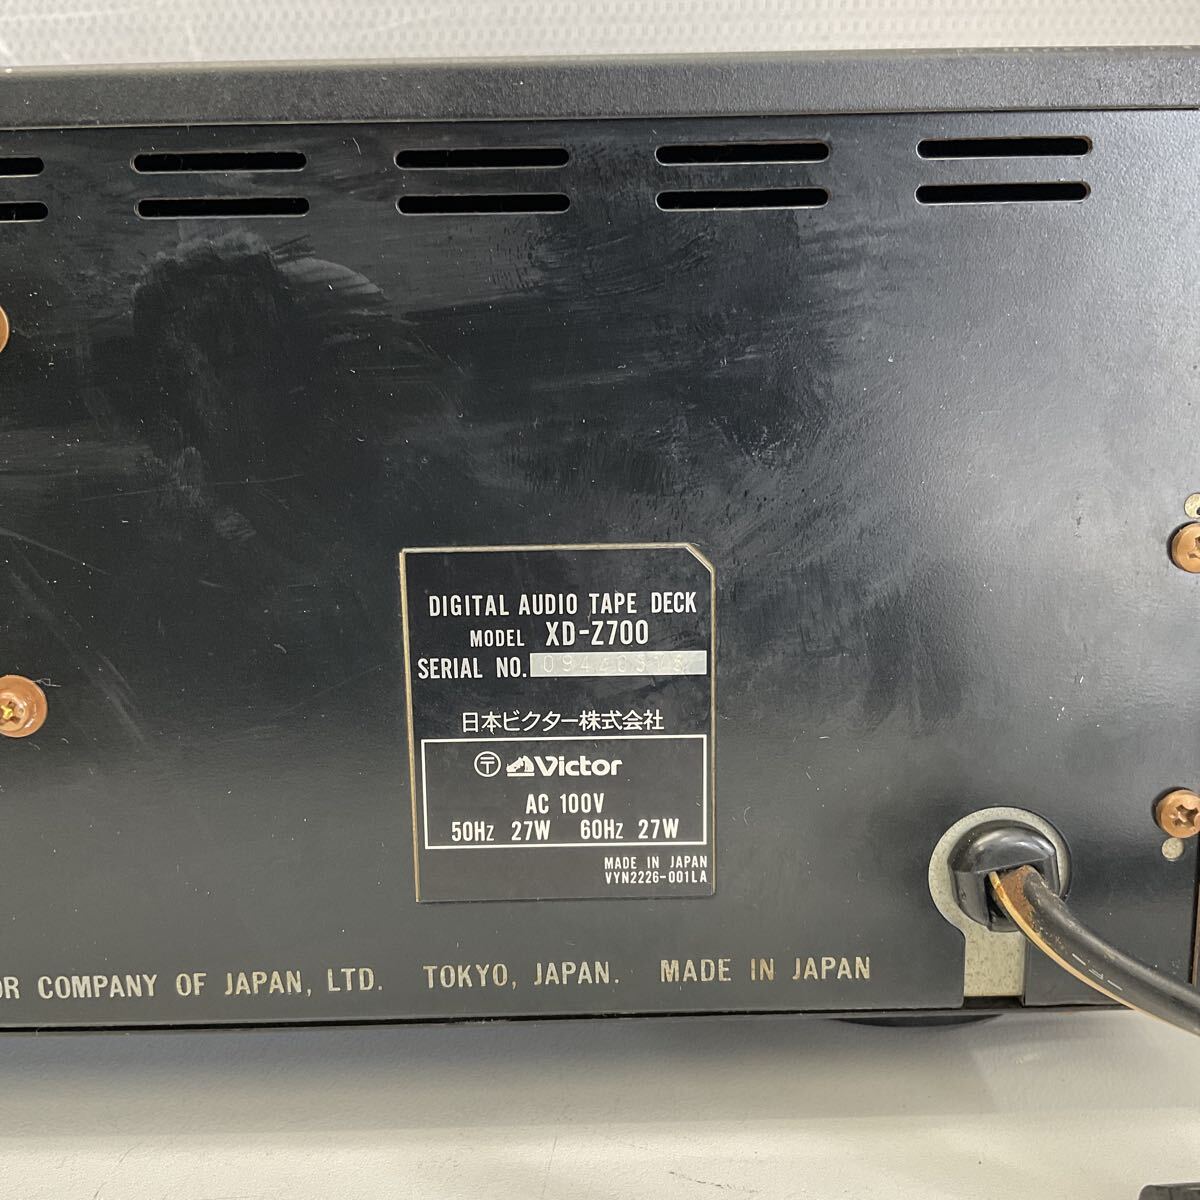 DIGITAL AUDIO TAPE DECK
MODEL XD-Z700
SERIAL NO.
日本ビクター株式会社
〒 Victor
AC 100V
50Hz 27W 60Hz 27W
MADE IN JAPAN
VYN2226-001LA
OR COMPANY OF JAPAN, LTD. TOKYO, JAPAN. MADE IN JAPAN